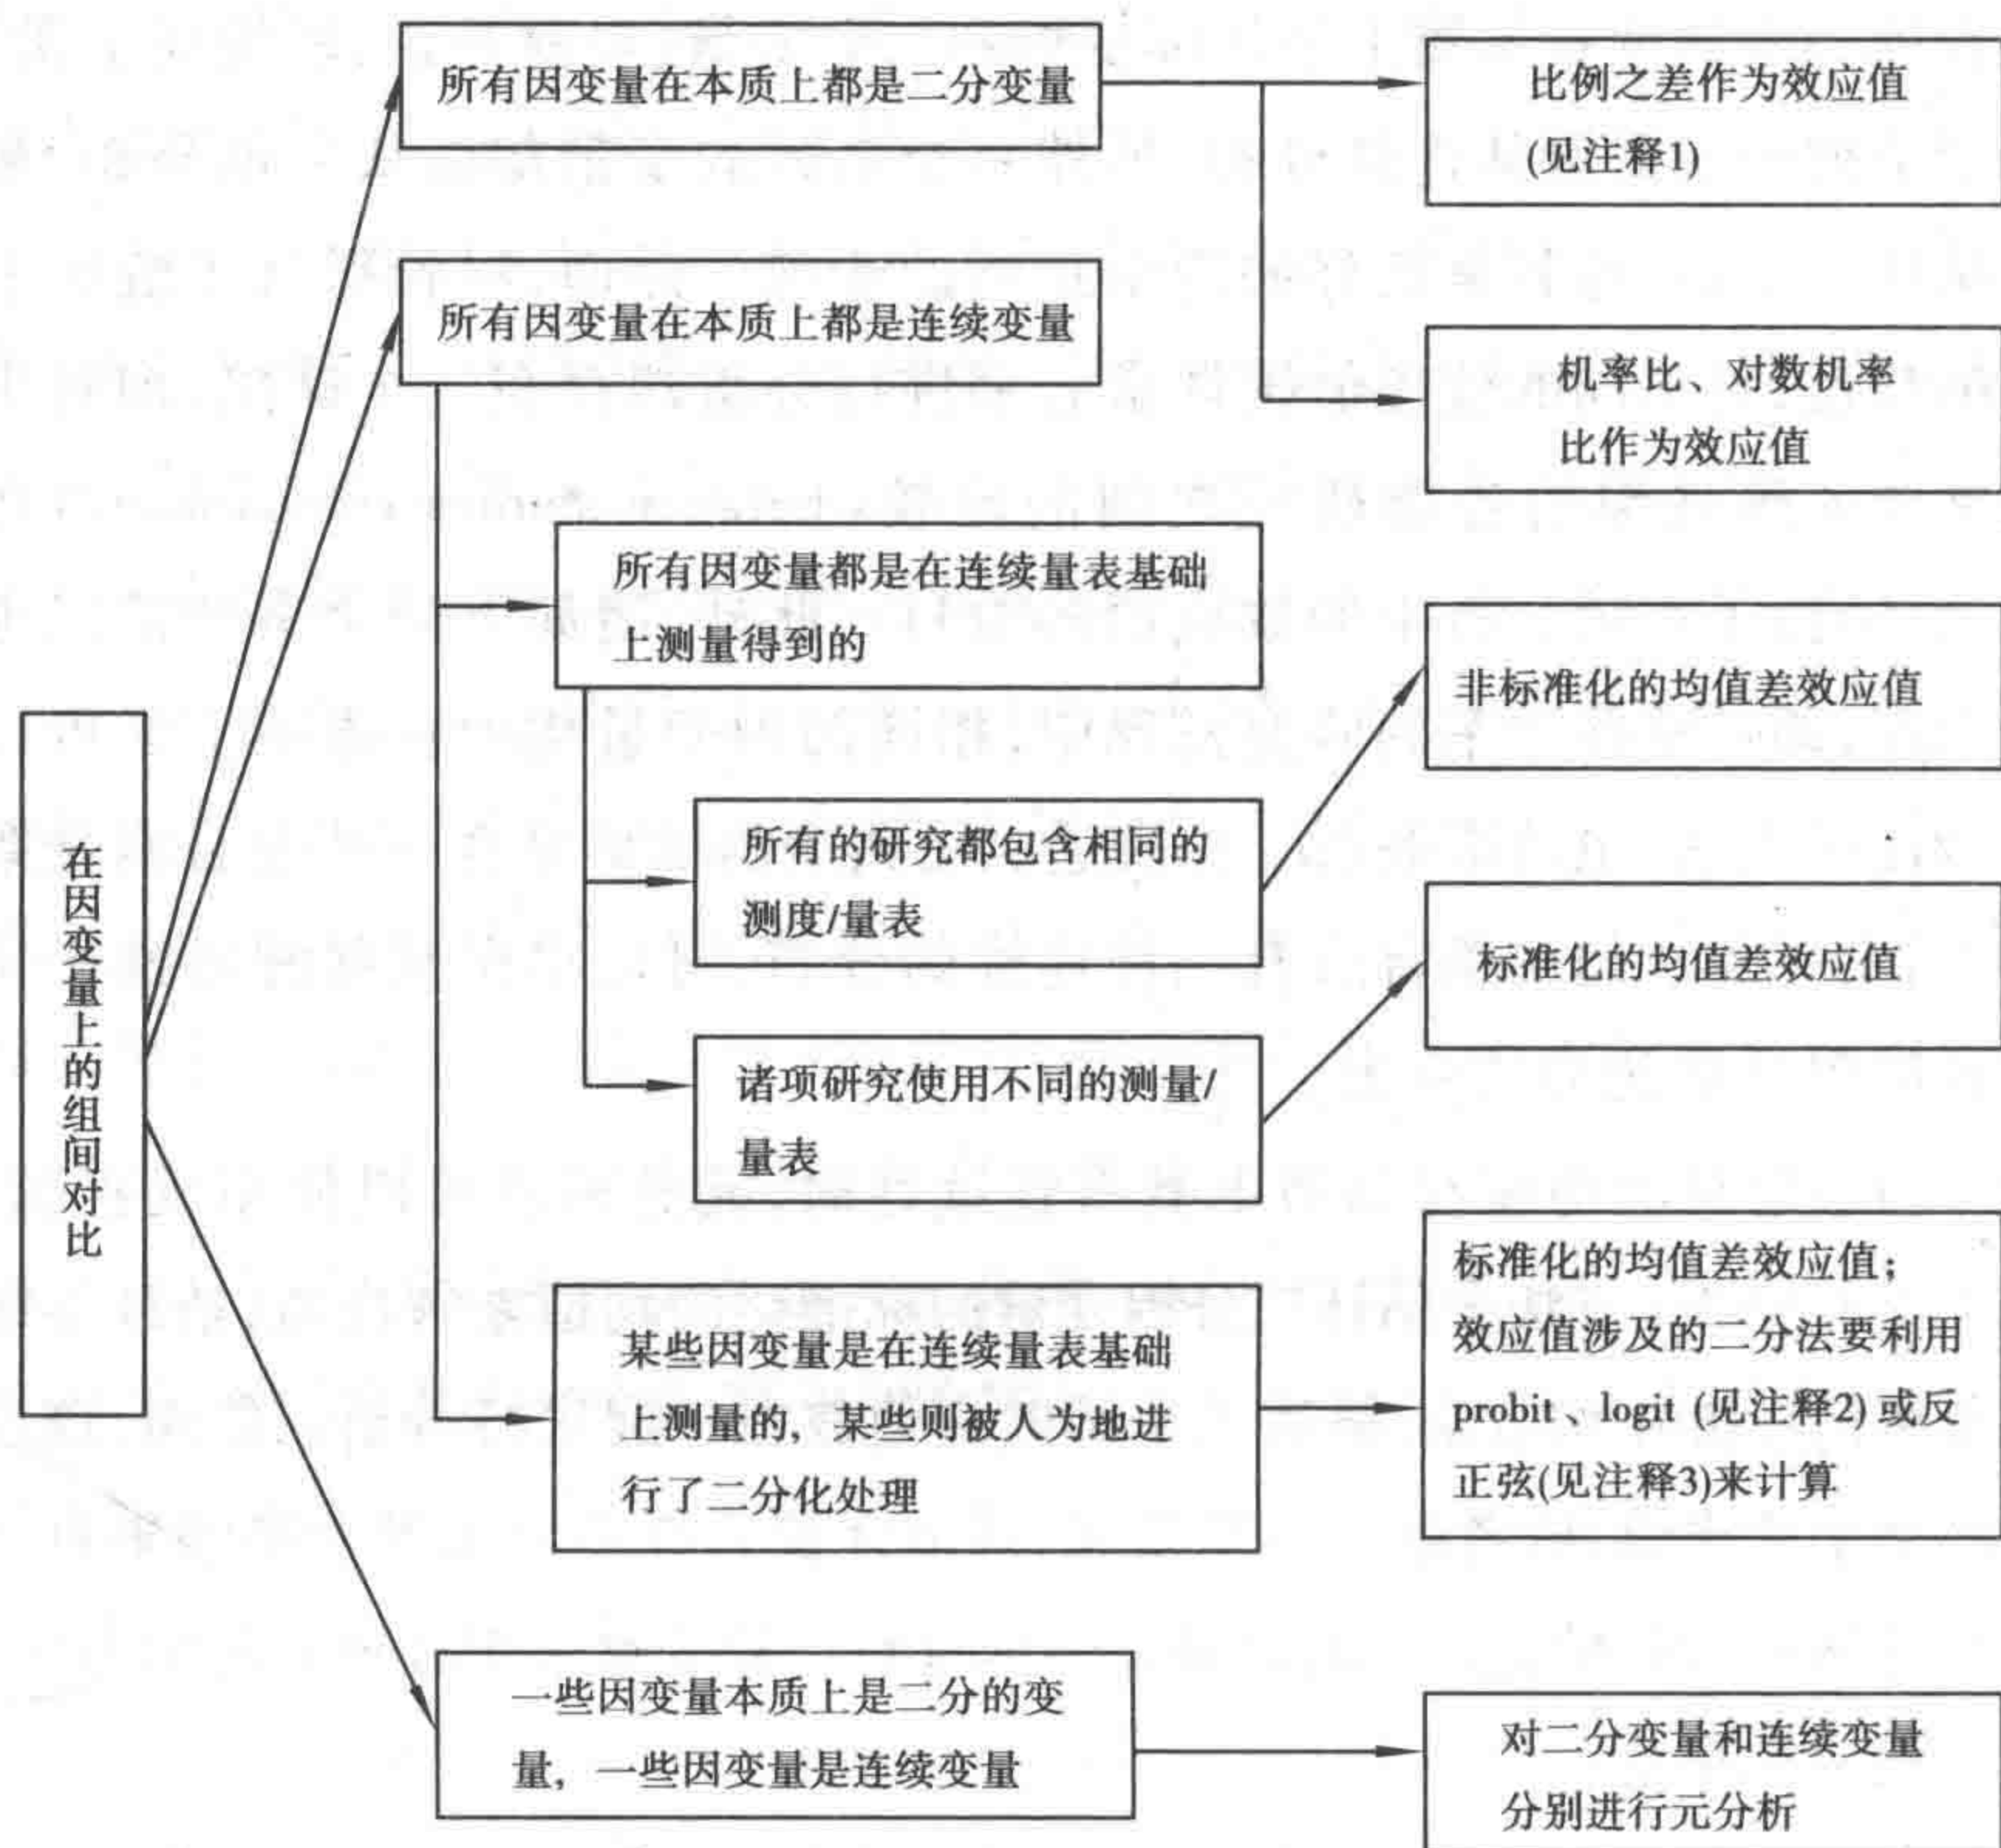 在因变量上的组间对比
所有因变量在本质上都是二分变量
比例之差作为效应值
(见注释1)
机率比、对数机率
比作为效应值
所有因变量在本质上都是连续变量
所有因变量都是在连续量表基础
上测量得到的
所有的研究都包含相同的
测度/量表
非标准化的均值差效应值
诸项研究使用不同的测量/
量表
标准化的均值差效应值
某些因变量是在连续量表基础
上测量的，某些则被人为地进
行了二分化处理
标准化的均值差效应值；
效应值涉及的二分法要利用
probit、logit (见注释2) 或反
正弦(见注释3)来计算
一些因变量本质上是二分的变
量，一些因变量是连续变量
对二分变量和连续变量
分别进行元分析